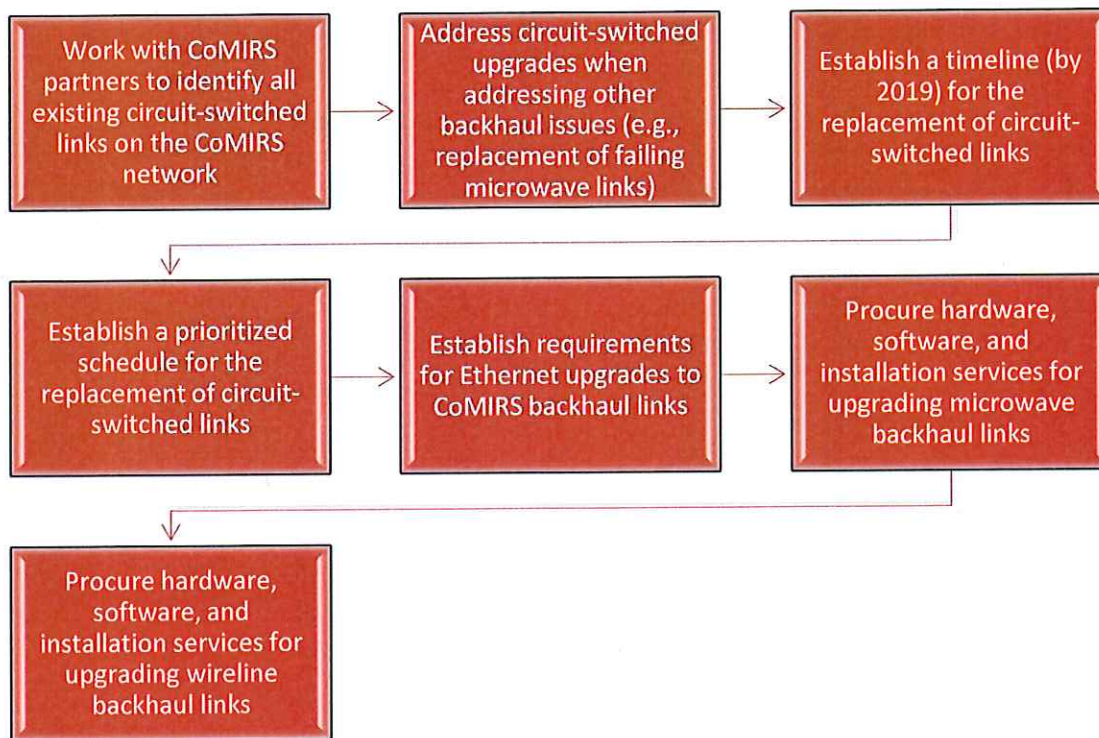 Work with CoMIRS
partners to identify all
existing circuit-switched
links on the CoMIRS
network
Address circuit-switched
upgrades when
addressing other
backhaul issues (e.g.,
replacement of failing
microwave links)
Establish a timeline (by
2019) for the
replacement of circuit-
switched links
Establish a prioritized
schedule for the
replacement of circuit-
switched links
Establish requirements
for Ethernet upgrades to
CoMIRS backhaul links
Procure hardware,
software, and
installation services for
upgrading microwave
backhaul links
Procure hardware,
software, and
installation services for
upgrading wireline
backhaul links